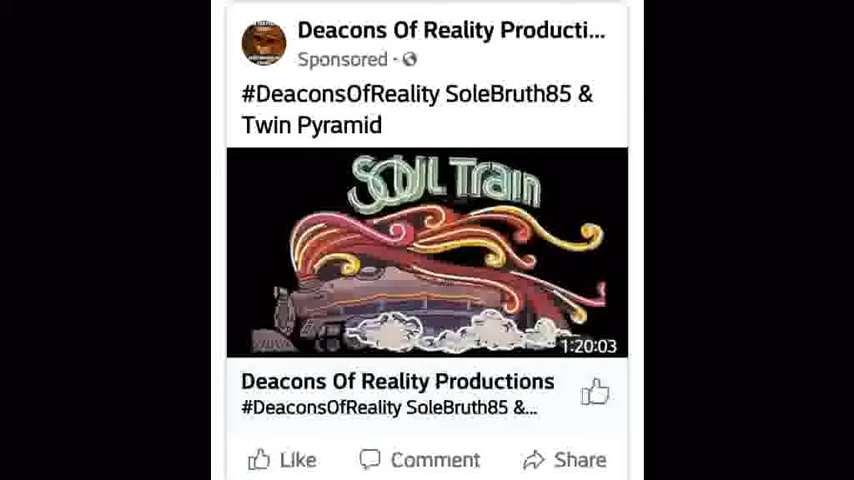 Deacons Of Reality Producti...
Sponsored ·
#DeaconsOfReality SoleBruth85 &
Twin Pyramid
SOUL Train
1:20:03
Deacons Of Reality Productions
#DeaconsOfReality SoleBruth85 &...
Like Comment Share